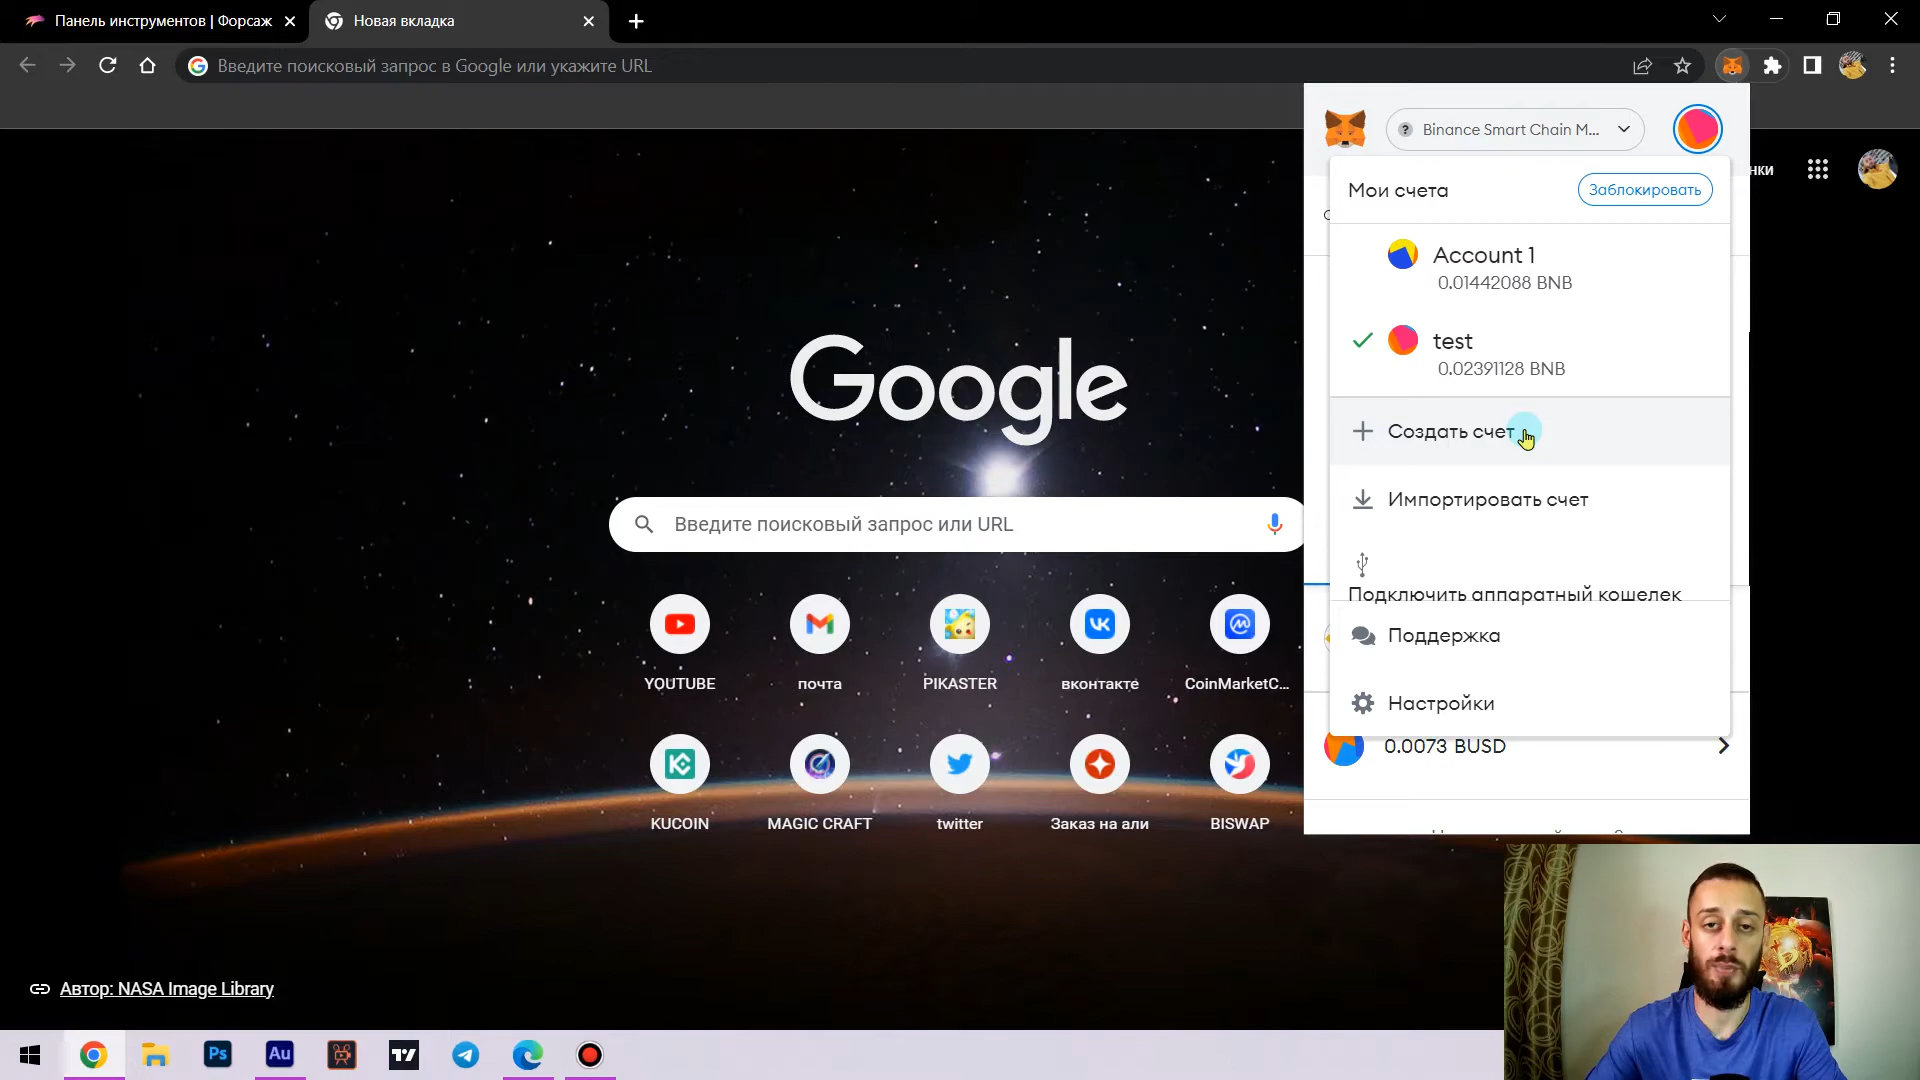 Панель инструментов | Форсаж
Новая вкладка
Введите поисковый запрос в Google или укажите URL
Binance Smart Chain M...
нки
Мои счета
Заблокировать
Account 1
0.01442088 BNB
test
0.02391128 BNB
Создать счет
Импортировать счет
Подключить аппаратный кошелек
Поддержка
Настройки
0.0073 BUSD
Google
Введите поисковый запрос или URL
YOUTUBE
почта
PIKASTER
вконтакте
CoinMarketC...
KUCOIN
MAGIC CRAFT
twitter
Заказ на али
BISWAP
Автор: NASA Image Library
Ps
Au